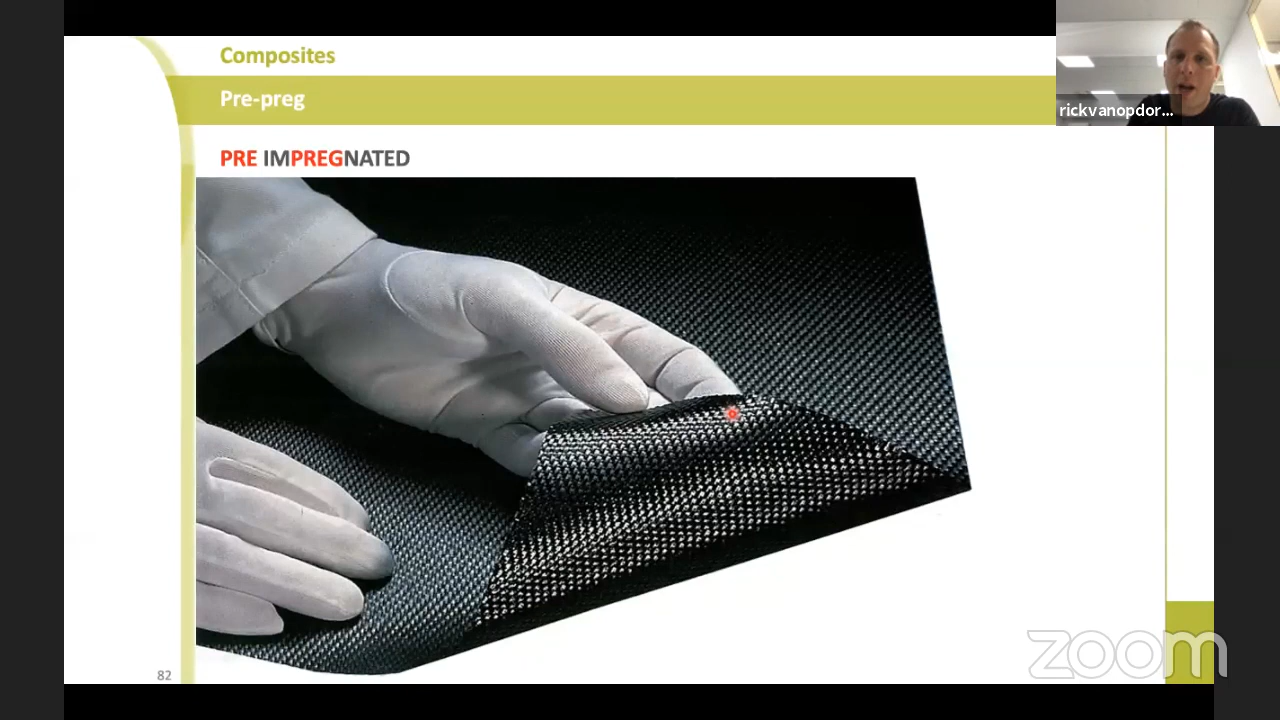 Composites
Pre-preg
rickvanopdor...
PRE IMPREGNATED
82
zoom